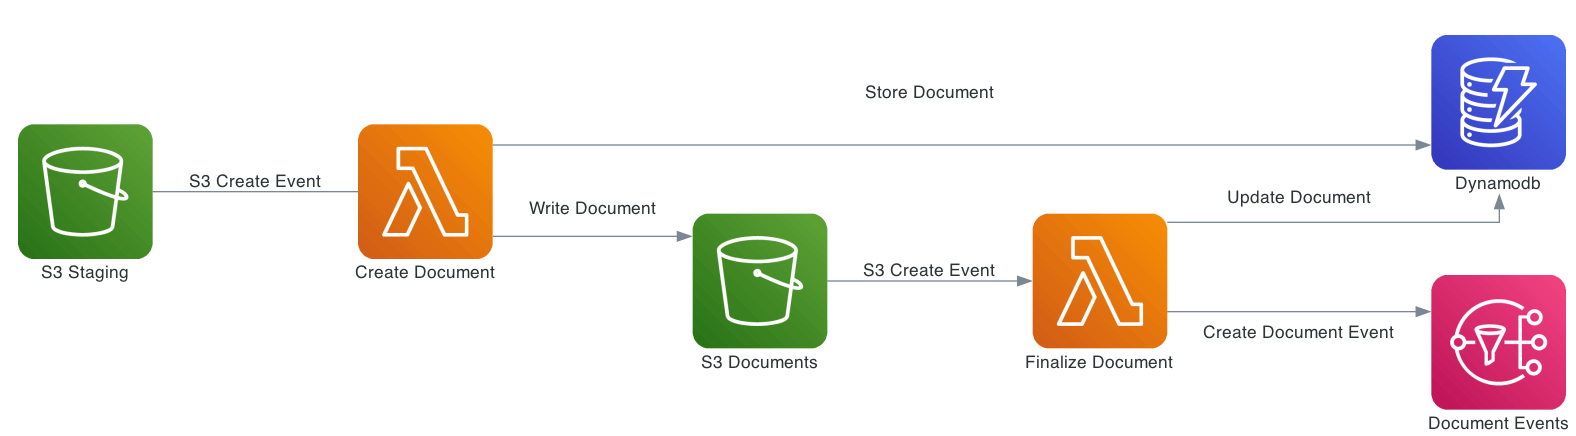 Store Document
S3 Create Event
S3 Staging
Create Document
Write Document
S3 Documents
S3 Create Event
Finalize Document
Update Document
Dynamodb
Create Document Event
Document Events